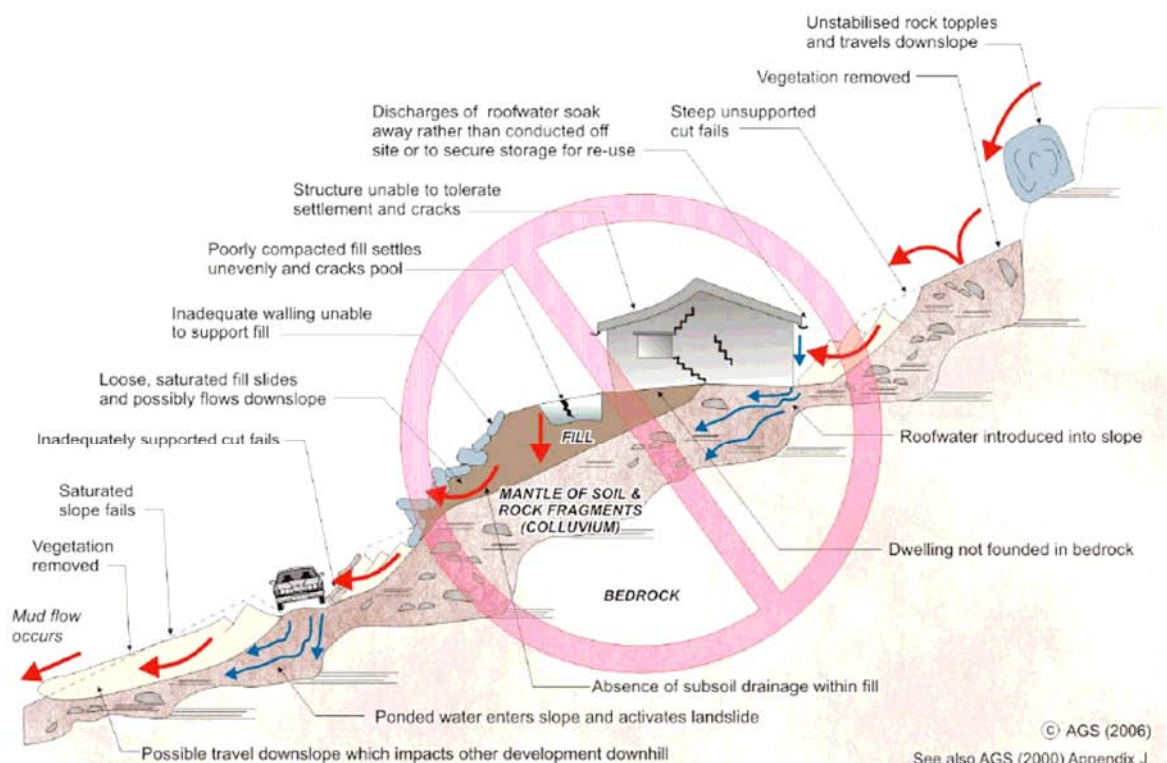 Unstabilised rock topples
and travels downslope
Vegetation removed
Steep unsupported
cut fails
Discharges of roofwater soak
away rather than conducted off
site or to secure storage for re-use
Structure unable to tolerate
settlement and cracks
Poorly compacted fill settles
unevenly and cracks pool
Inadequate walling unable
to support fill
Loose, saturated fill slides
and possibly flows downslope
Inadequately supported cut fails
Saturated
slope fails
Vegetation
removed
Mud flow
occurs
FILL
MANTLE OF SOIL &
ROCK FRAGMENTS
(COLLUVIUM)
BEDROCK
Roofwater introduced into slope
Dwelling not founded in bedrock
Absence of subsoil drainage within fill
Ponded water enters slope and activates landslide
Possible travel downslope which impacts other development downhill
© AGS (2006)
See also AGS (2000) Appendix J